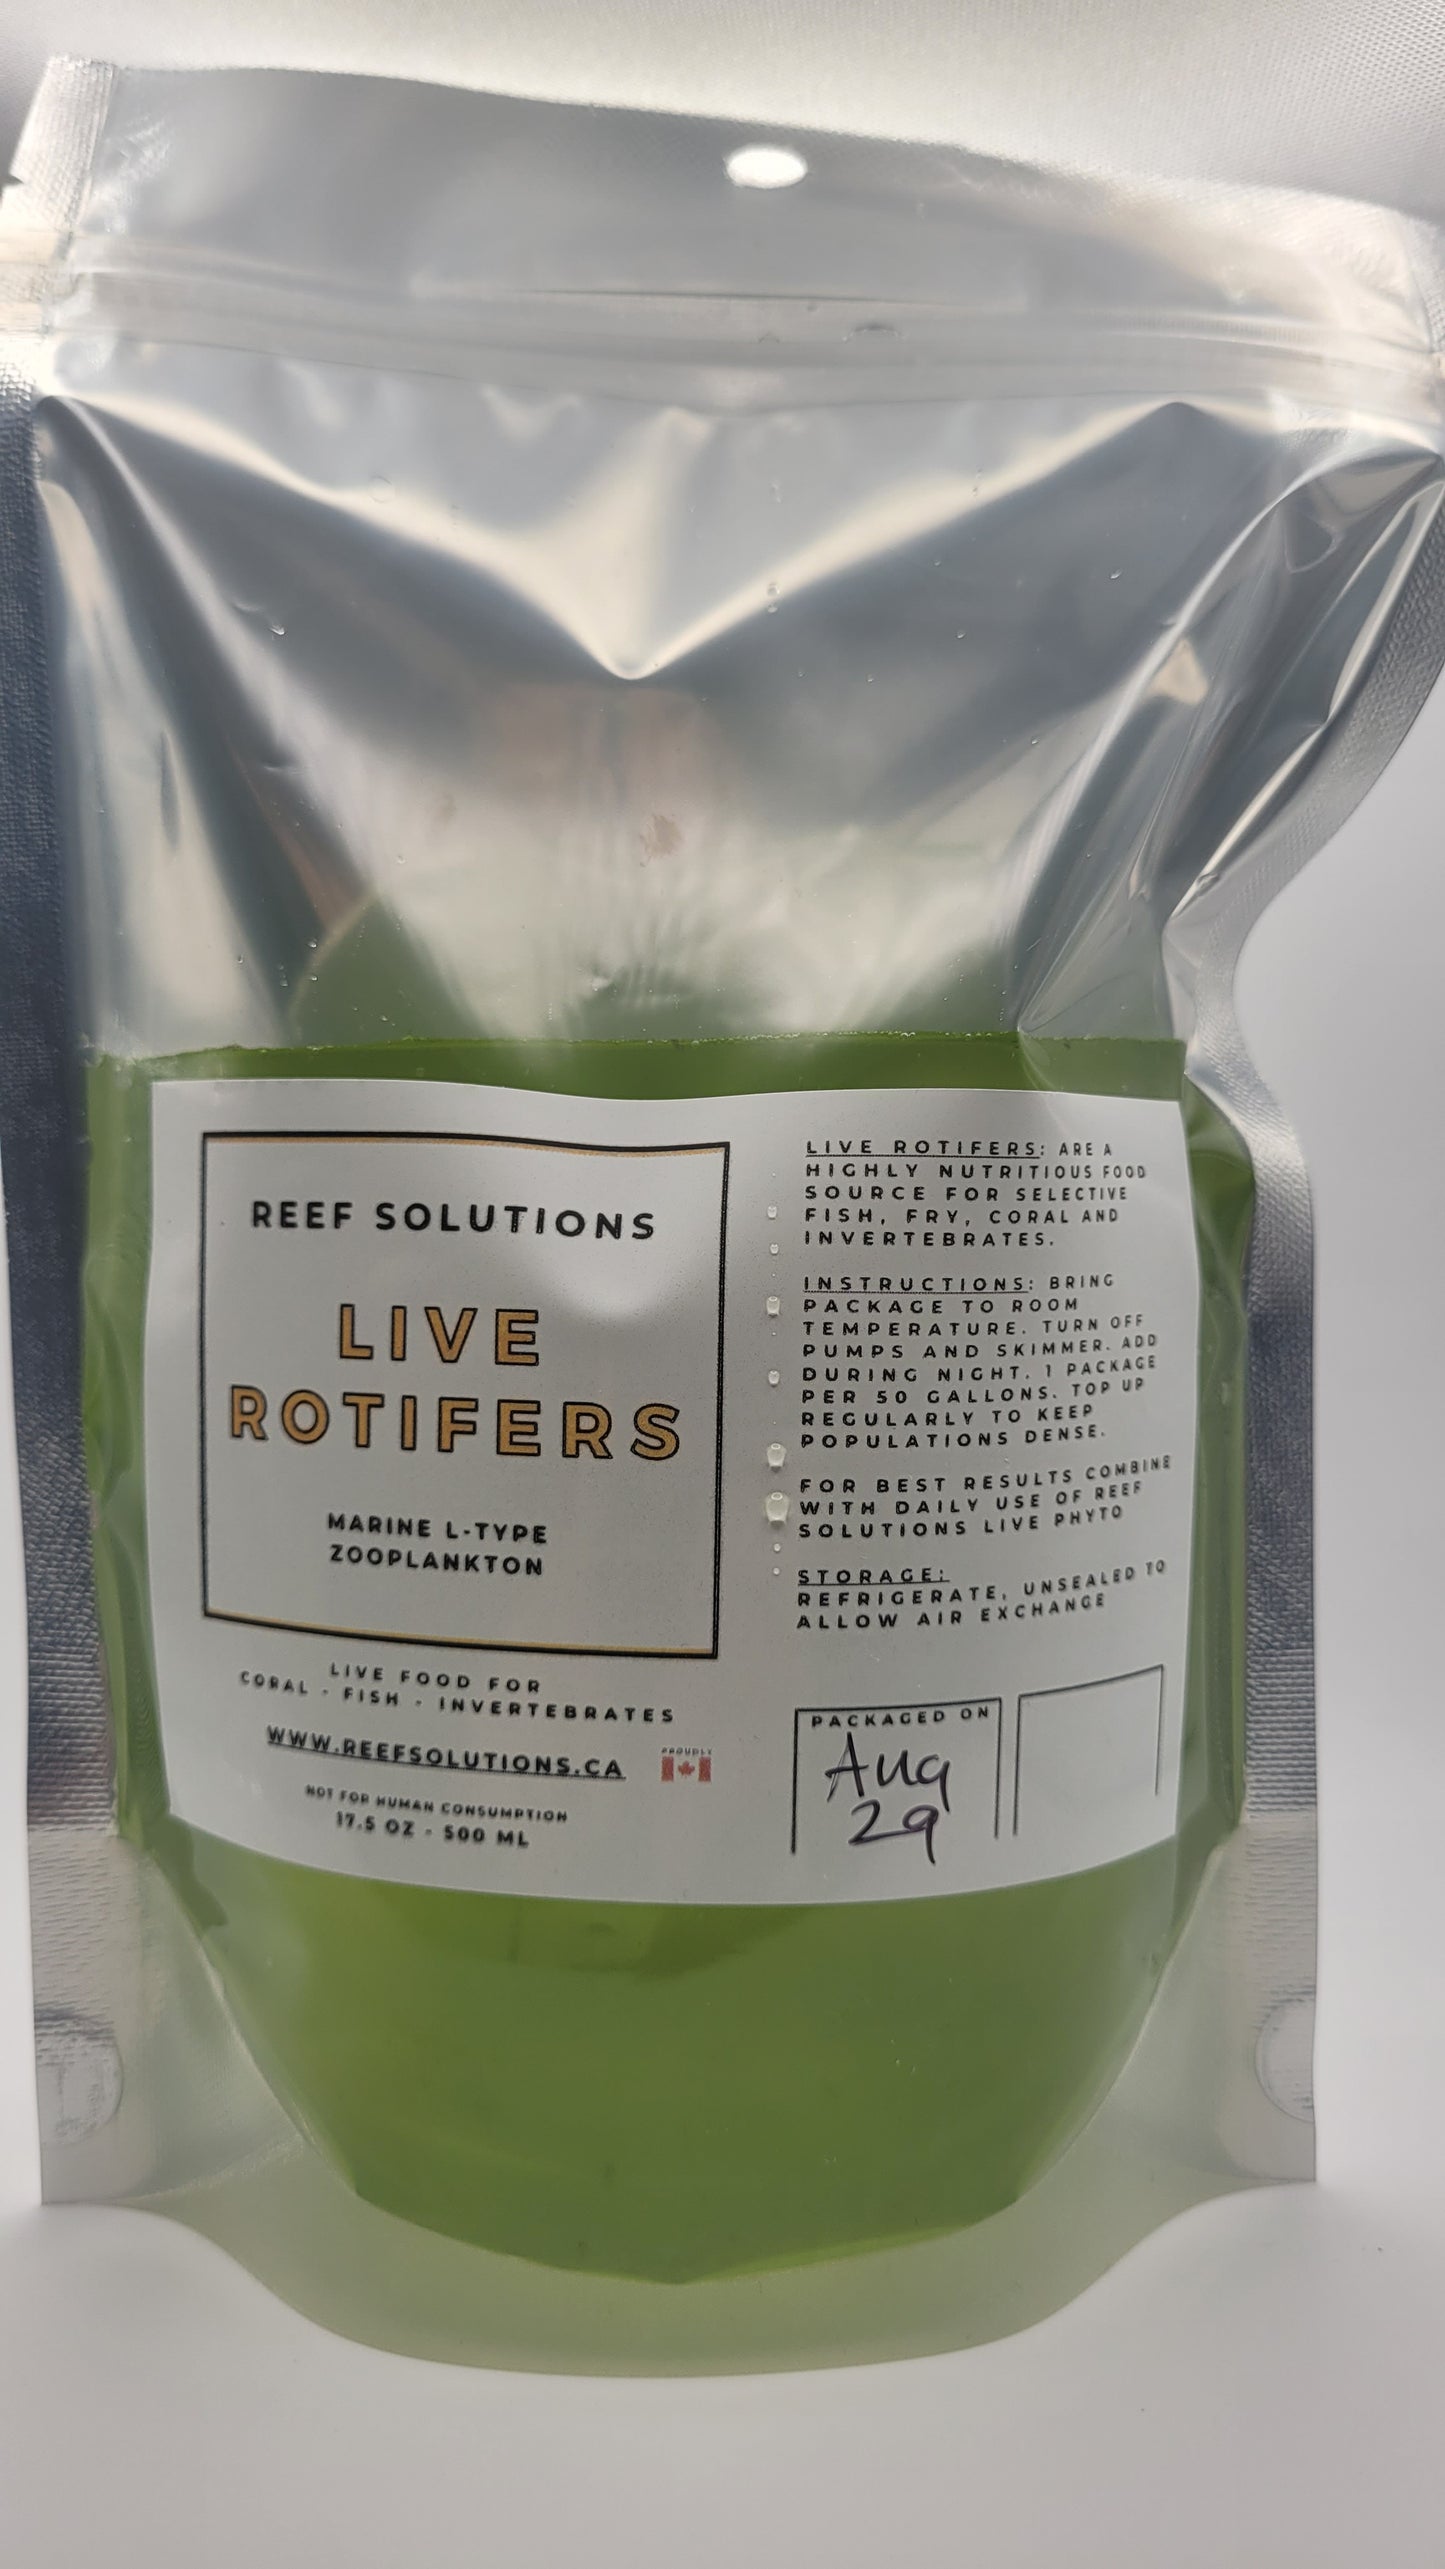 REEF SOLUTIONS
LIVE
ROTIFERS
MARINE L-TYPE
ZOOPLANKTON
LIVE FOOD FOR
CORAL - FISH - INVERTEBRATES
WWW.REEFSOLUTIONS.CA
PROUDLY
NOT FOR HUMAN CONSUMPTION
17.5 OZ - 500 ML
LIVE ROTIFERS: ARE A
HIGHLY NUTRITIOUS FOOD
SOURCE FOR SELECTIVE
FISH, FRY, CORAL AND
INVERTEBRATES.
INSTRUCTIONS: BRING
PACKAGE TO ROOM
TEMPERATURE. TURN OFF
PUMPS AND SKIMMER. ADD
DURING NIGHT. 1 PACKAGE
PER 50 GALLONS. TOP UP
REGULARLY TO KEEP
POPULATIONS DENSE.
FOR BEST RESULTS COMBINE
WITH DAILY USE OF REEF
SOLUTIONS LIVE PHYTO
STORAGE:
REFRIGERATE, UNSEALED TO
ALLOW AIR EXCHANGE
PACKAGED ON
Aug
29